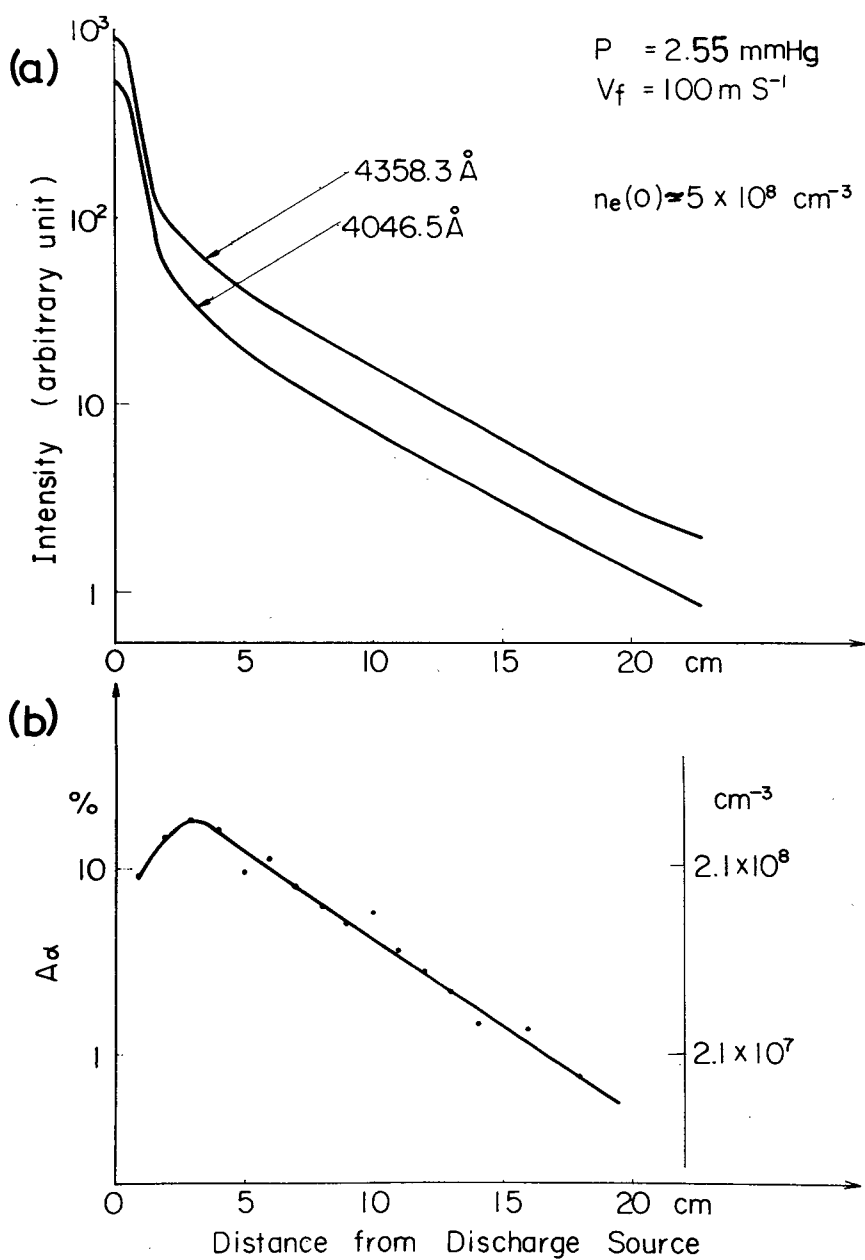 (a)
10³
10²
10
1
Intensity (arbitrary unit)
P = 2.55 mmHg
Vf = 100 m S⁻¹
ne(0)≈5 x 10⁸ cm⁻³
4358.3 Å
4046.5 Å
0 5 10 15 20 cm
(b)
%
10
1
Aα
cm⁻³
2.1 x 10⁸
2.1 x 10⁷
0 5 10 15 20 cm
Distance from Discharge Source